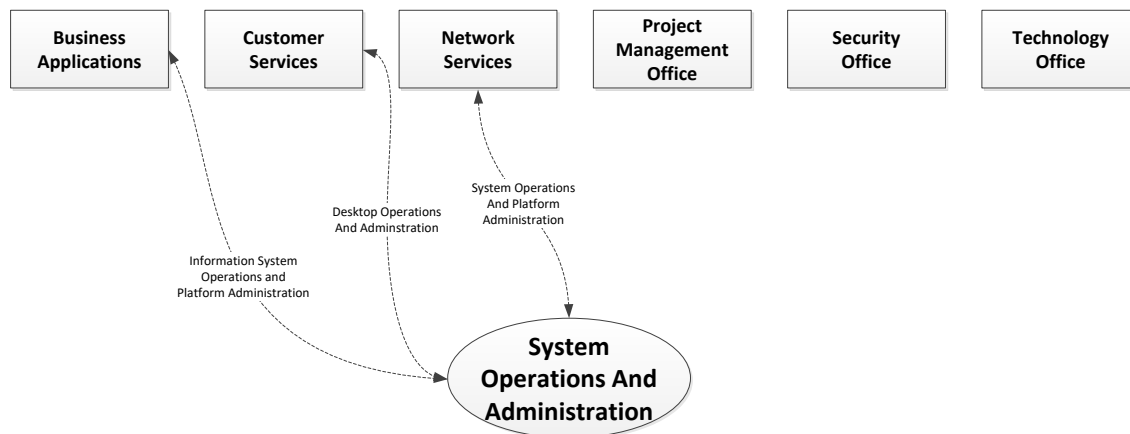 Business
Applications
Customer
Services
Network
Services
Project
Management
Office
Security
Office
Technology
Office
System Operations
And Platform
Administration
Desktop Operations
And Adminstration
Information System
Operations and
Platform Administration
System
Operations And
Administration